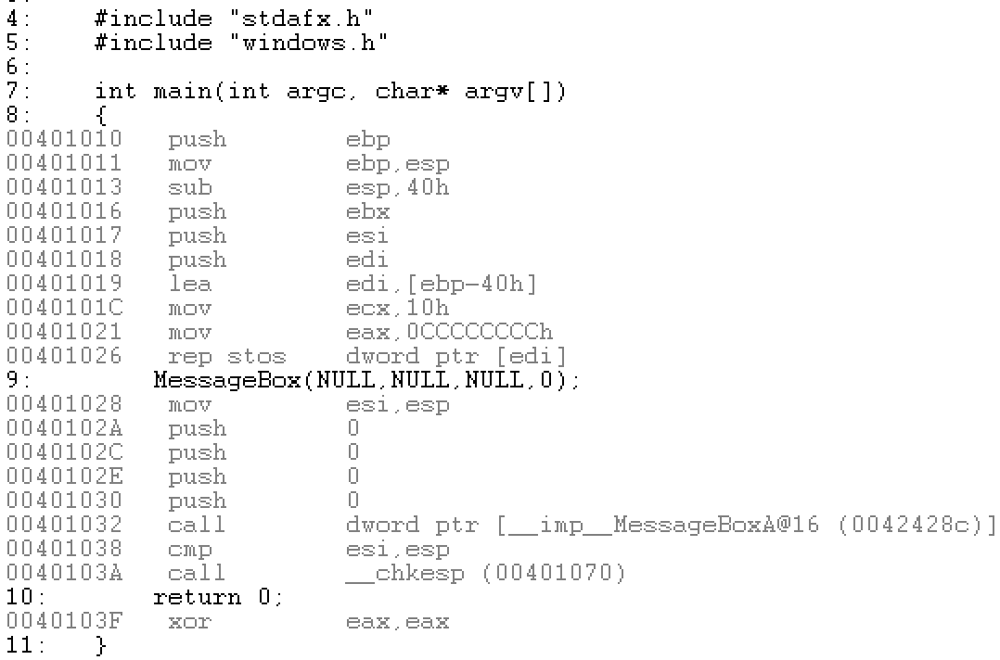 4:    #include "stdafx.h"
5:    #include "windows.h"
6:
7:    int main(int argc, char* argv[])
8:    {
00401010   push        ebp
00401011   mov         ebp,esp
00401013   sub         esp,40h
00401016   push        ebx
00401017   push        esi
00401018   push        edi
00401019   lea         edi,[ebp-40h]
0040101C   mov         ecx,10h
00401021   mov         eax,0CCCCCCCCh
00401026   rep stos    dword ptr [edi]
9:        MessageBox(NULL,NULL,NULL,0);
00401028   mov         esi,esp
0040102A   push        0
0040102C   push        0
0040102E   push        0
00401030   push        0
00401032   call        dword ptr [__imp__MessageBoxA@16 (0042428c)]
00401038   cmp         esi,esp
0040103A   call        __chkesp (00401070)
10:       return 0;
0040103F   xor         eax,eax
11:   }